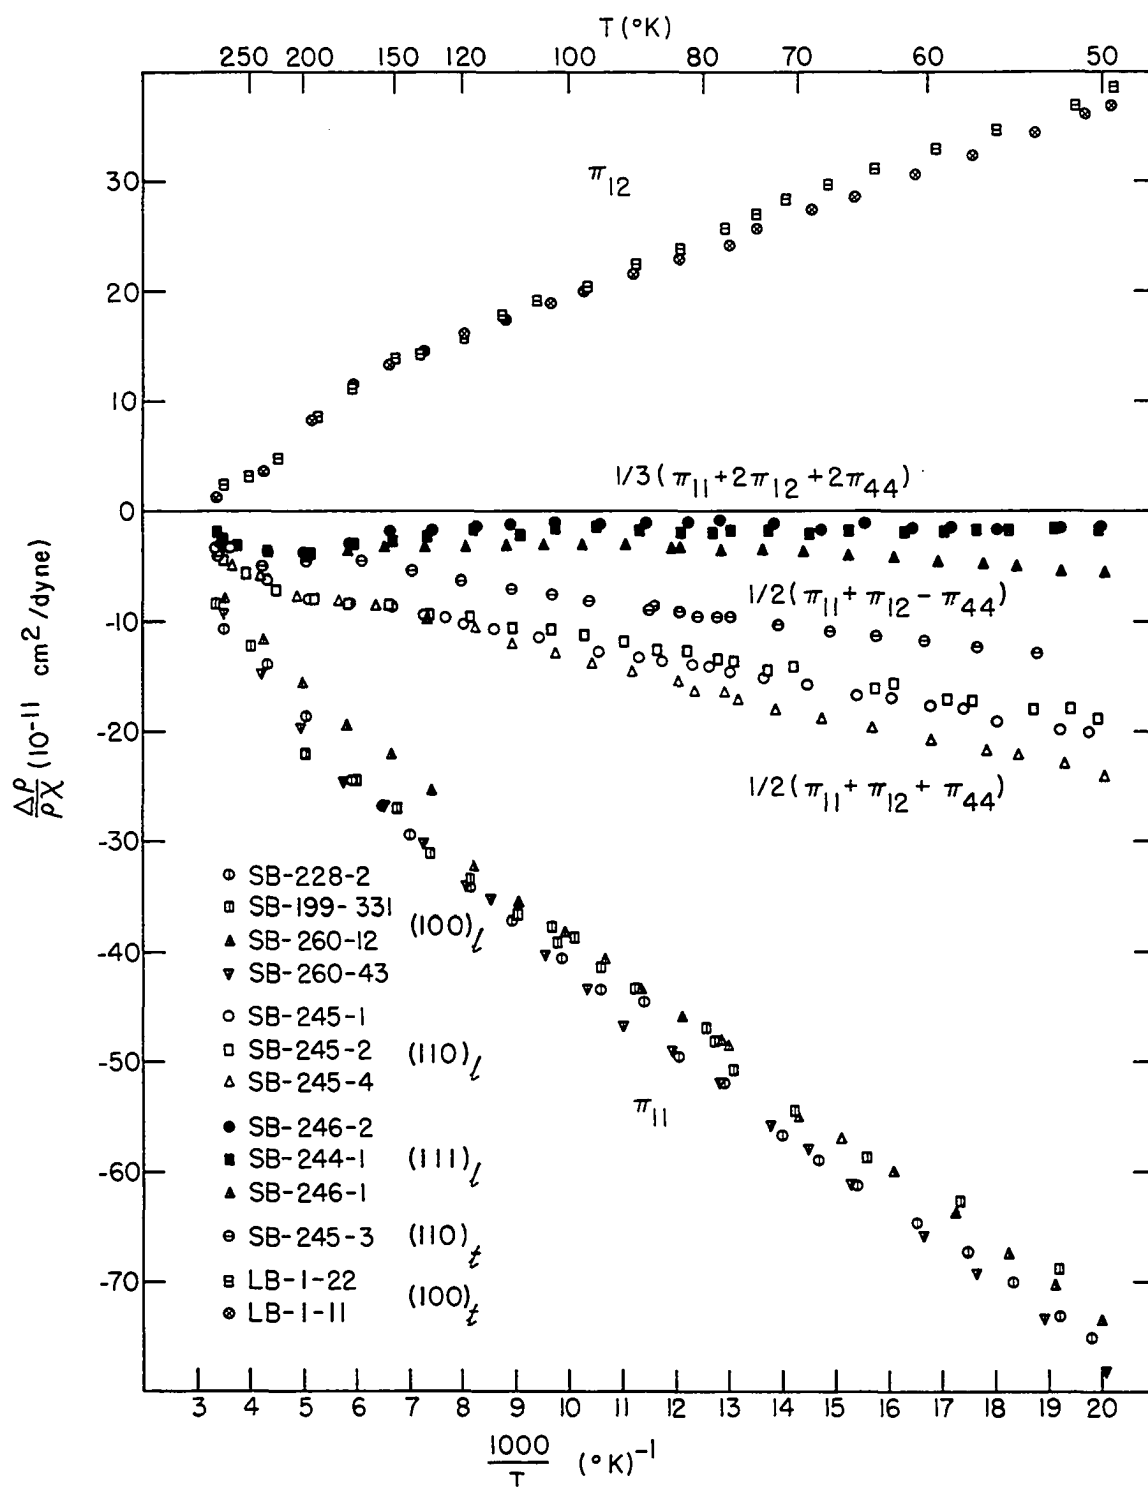 T (°K)
250 200 150 120 100 80 70 60 50
π12
30
20
10
0
-10
-20
-30
-40
-50
-60
-70
Δρ/ρχ (10-11 cm2/dyne)
1/3 (π11 + 2π12 + 2π44)
1/2 (π11 + π12 - π44)
1/2 (π11 + π12 + π44)
π11
SB-228-2
SB-199-331
(100)l
SB-260-12
SB-260-43
SB-245-1
SB-245-2
(110)l
SB-245-4
SB-246-2
SB-244-1
(111)l
SB-246-1
SB-245-3 (110)t
LB-1-22
(100)t
LB-1-11
3 4 5 6 7 8 9 10 11 12 13 14 15 16 17 18 19 20
1000/T (°K)-1